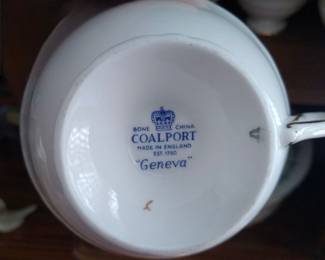 BONE CHINA
COALPORT
MADE IN ENGLAND
EST. 1750
"Geneva"
A